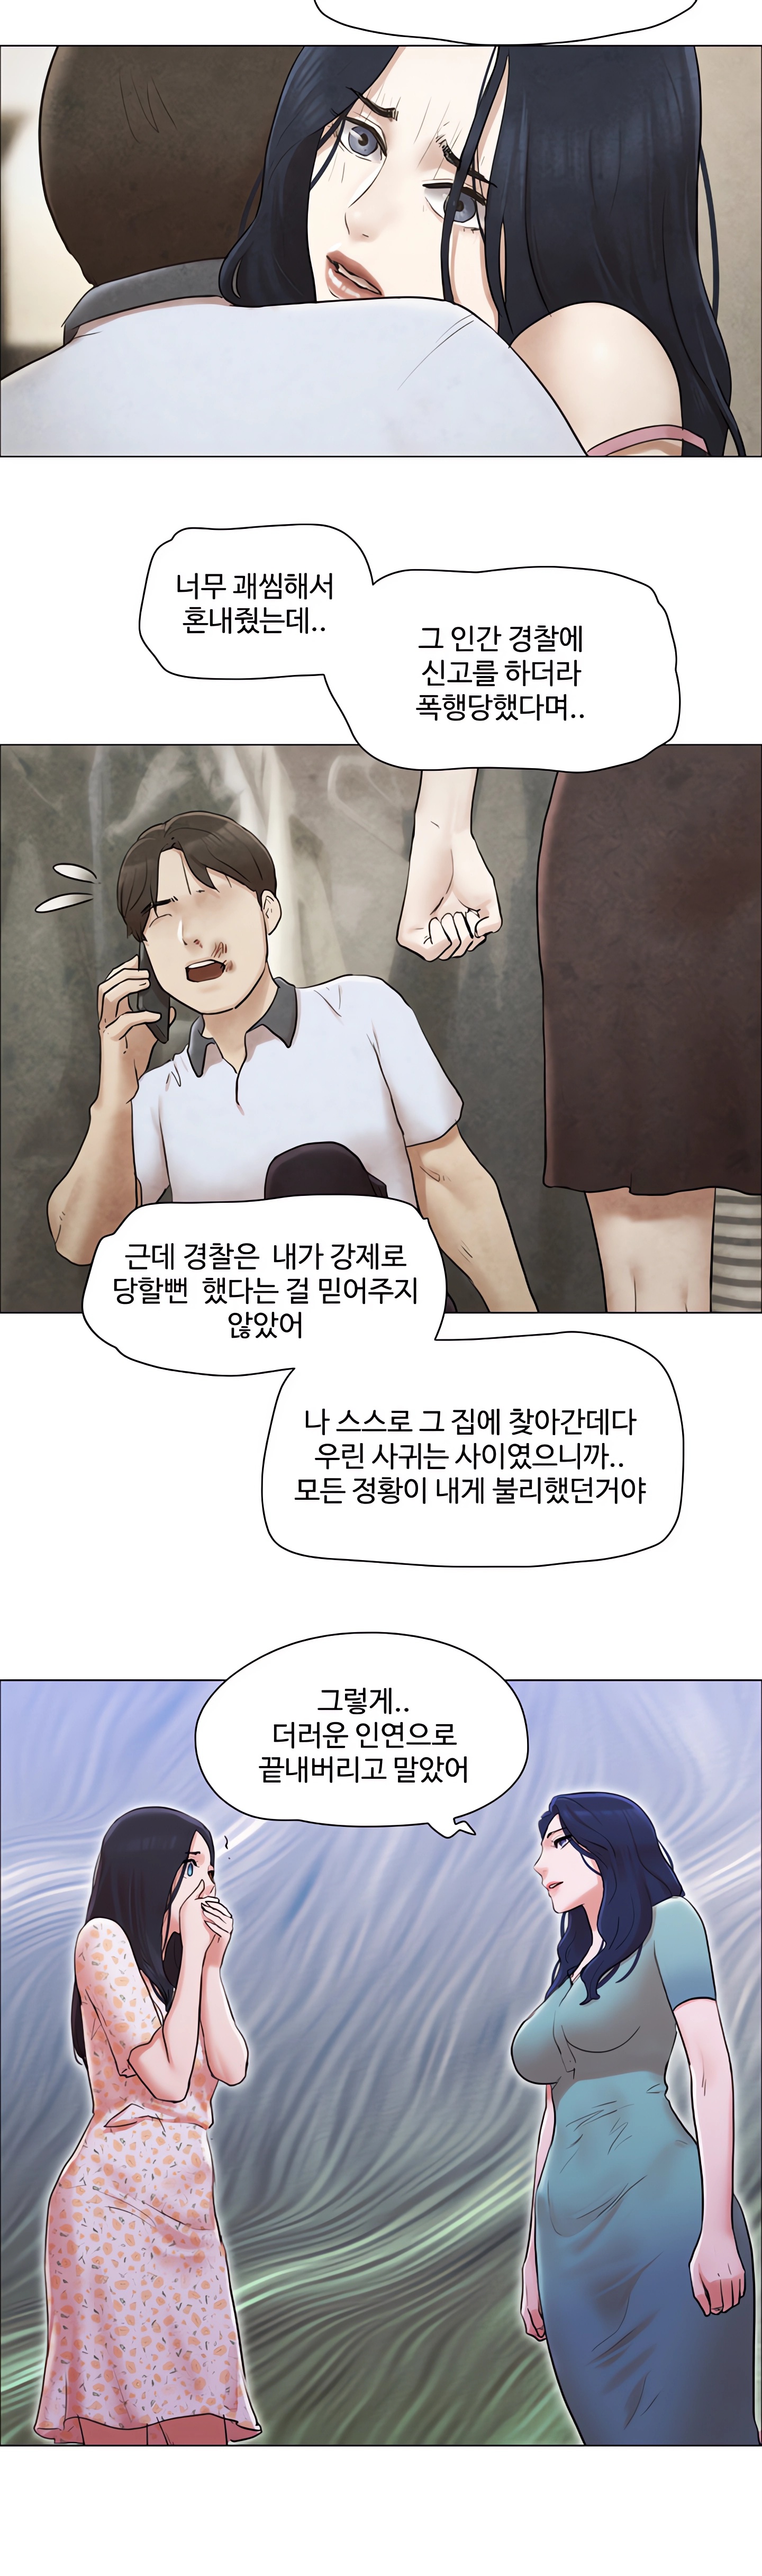 너무 괘씸해서
혼내줬는데..
그 인간 경찰에
신고를 하더라
폭행당했다며..
근데 경찰은 내가 강제로
당할뻔 했다는 걸 믿어주지
않았어
나 스스로 그 집에 찾아간데다
우린 사귀는 사이였으니까..
모든 정황이 내게 불리했던거야
그렇게..
더러운 인연으로
끝내버리고 말았어